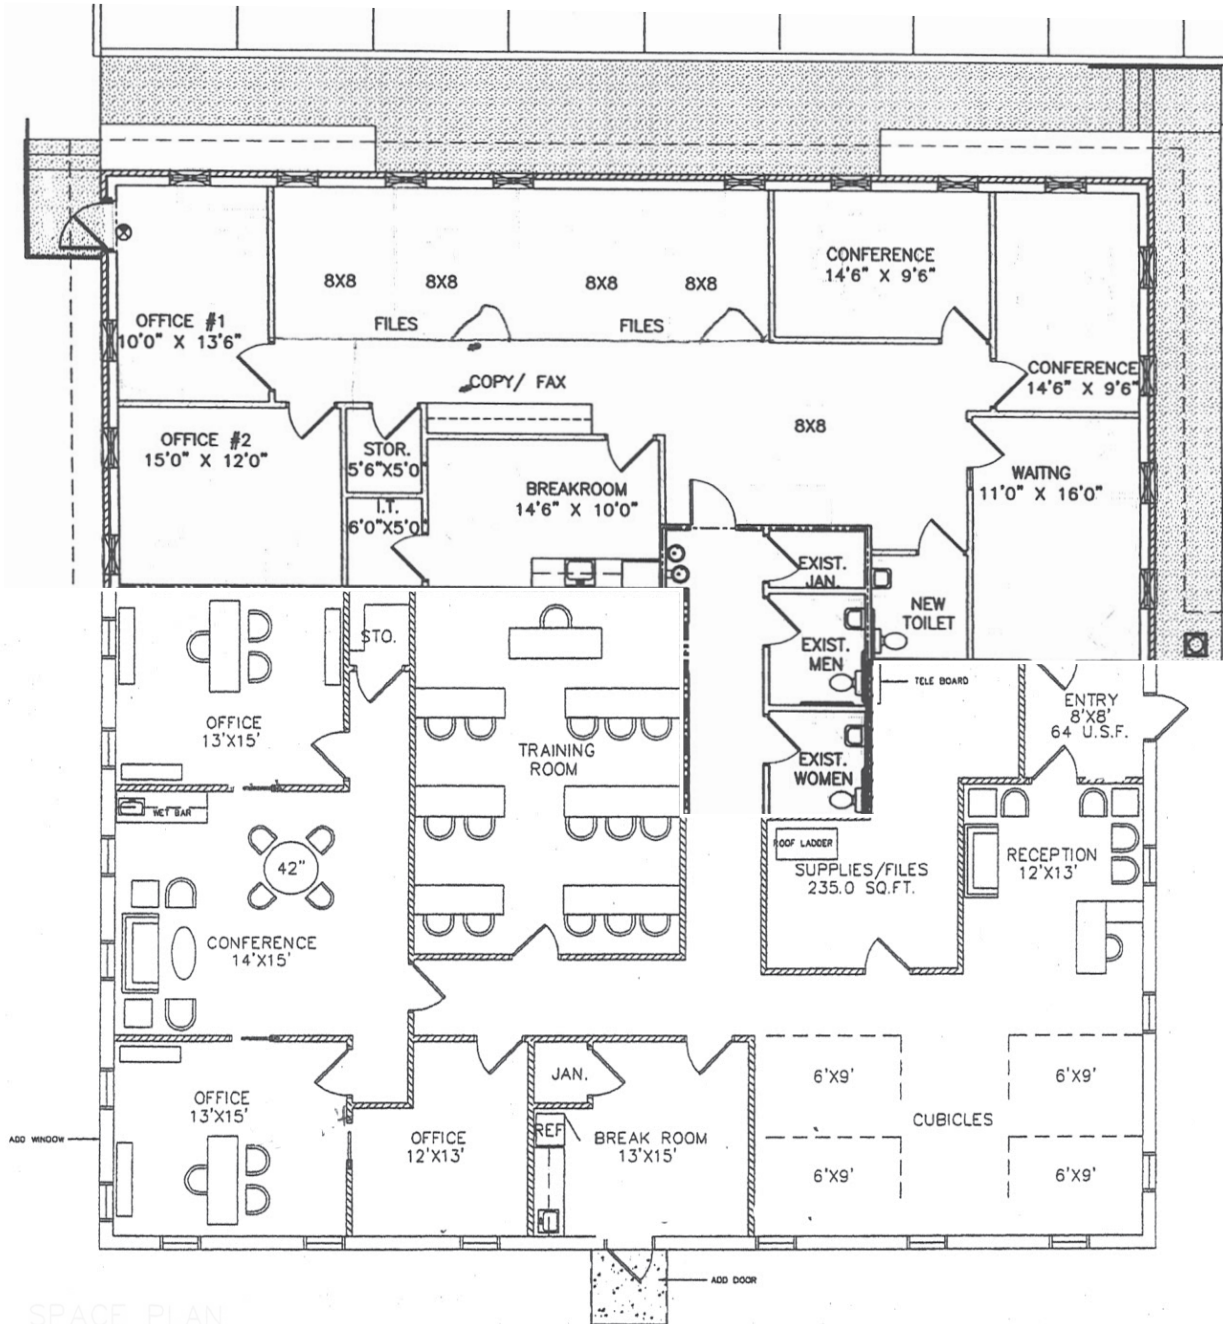 CONFERENCE
14'6" X 9'6"
8X8
8X8
8X8
8X8
OFFICE #1
10'0" X 13'6"
FILES
FILES
CONFERENCE
14'6" X 9'6"
COPY/ FAX
8X8
OFFICE #2
15'0" X 12'0"
STOR.
5'6"X5'0
WAITNG
11'0" X 16'0"
I.T.
6'0"X5'0
BREAKROOM
14'6" X 10'0"
EXIST.
JAN.
NEW
TOILET
STO.
EXIST.
MEN
TELE BOARD
ENTRY
8'X8'
64 U.S.F.
OFFICE
13'X15'
TRAINING
ROOM
EXIST.
WOMEN
WET BAR
ROOF LADDER
42"
SUPPLIES/FILES
235.0 SQ.FT.
RECEPTION
12'X13'
CONFERENCE
14'X15'
JAN.
6'X9'
6'X9'
OFFICE
13'X15'
CUBICLES
ADD WINDOW
OFFICE
12'X13'
REF
BREAK ROOM
13'X15'
6'X9'
6'X9'
ADD DOOR
SPACE PLAN